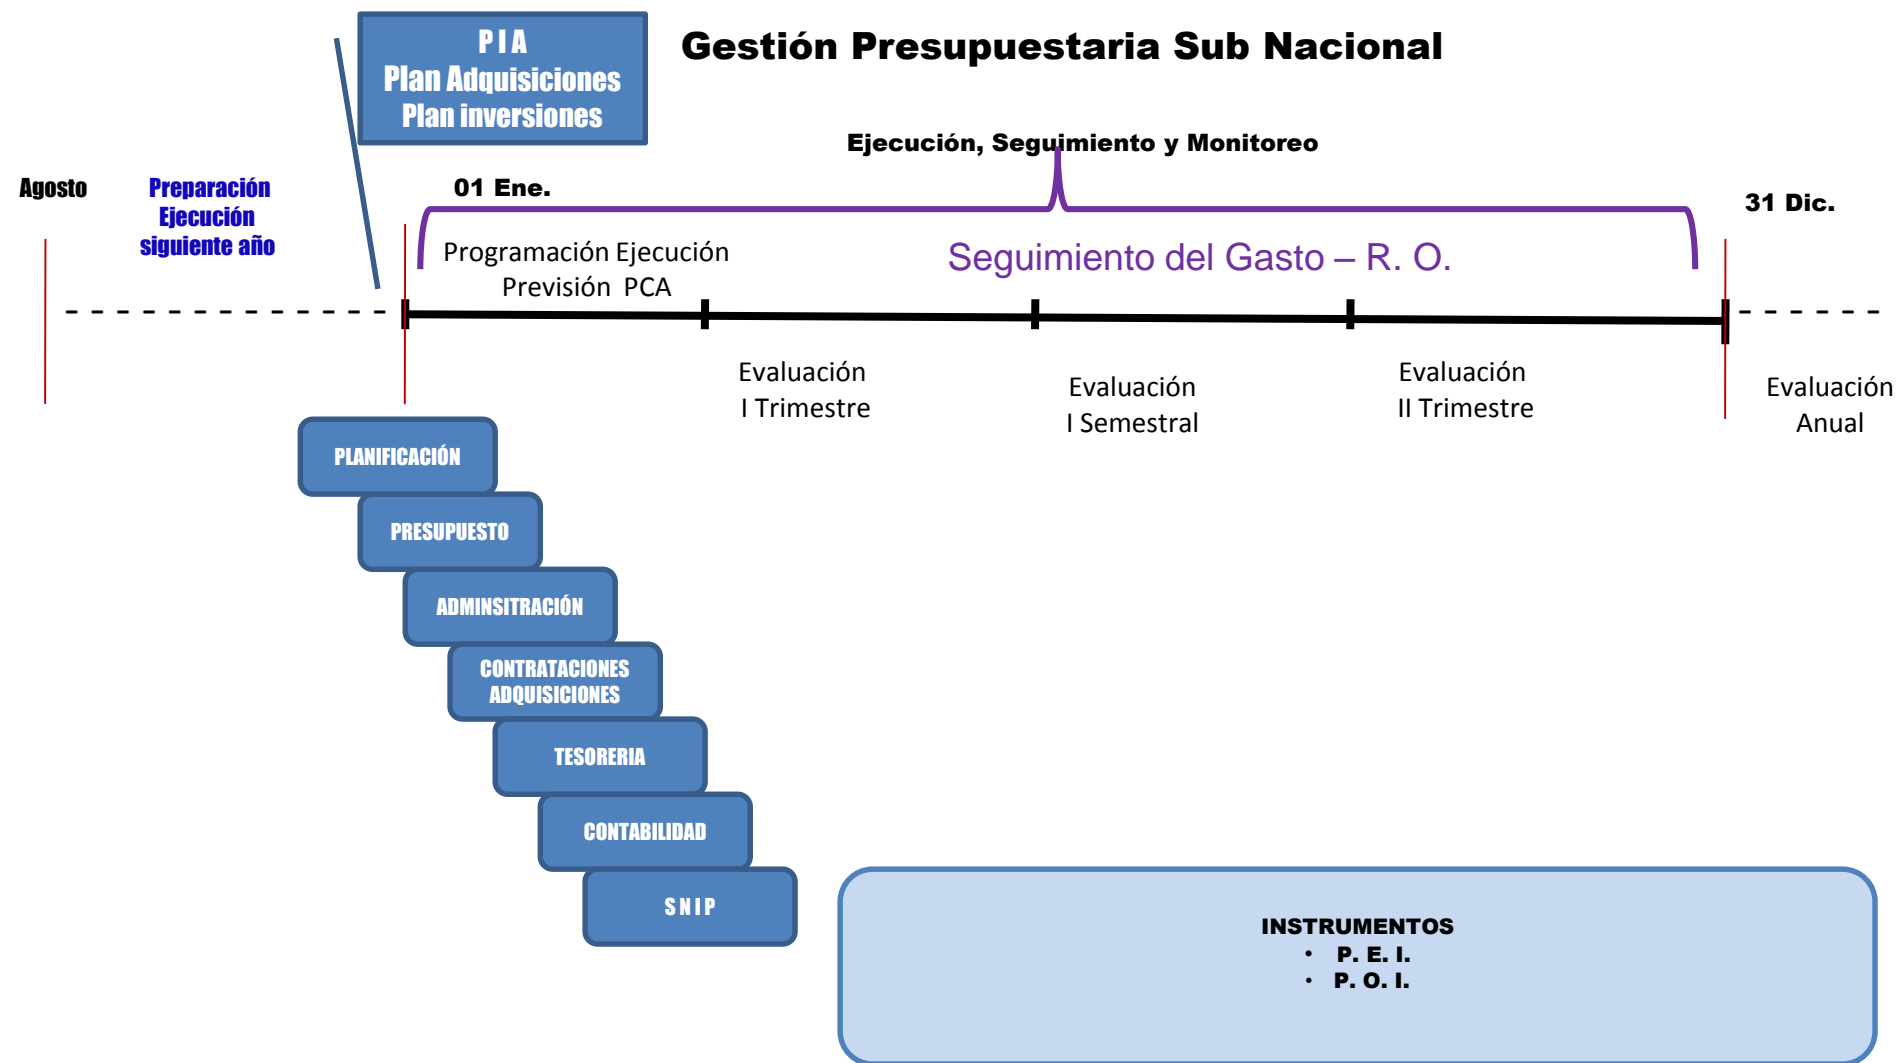 P I A
Plan Adquisiciones
Plan inversiones
Gestión Presupuestaria Sub Nacional
Ejecución, Seguimiento y Monitoreo
Agosto
Preparación
Ejecución
siguiente año
01 Ene.
31 Dic.
Programación Ejecución
Previsión PCA
Seguimiento del Gasto – R. O.
Evaluación
I Trimestre
Evaluación
I Semestral
Evaluación
II Trimestre
Evaluación
Anual
PLANIFICACIÓN
PRESUPUESTO
ADMINSITRACIÓN
CONTRATACIONES
ADQUISICIONES
TESORERIA
CONTABILIDAD
S N I P
INSTRUMENTOS
• P. E. I.
• P. O. I.